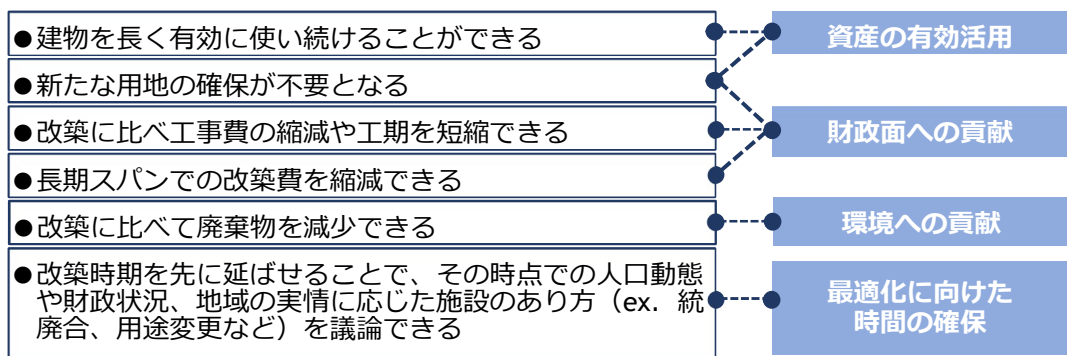 ●建物を長く有効に使い続けることができる
●新たな用地の確保が不要となる
●改築に比べ工事費の縮減や工期を短縮できる
●長期スパンでの改築費を縮減できる
●改築に比べて廃棄物を減少できる
●改築時期を先に延ばせることで、その時点での人口動態
や財政状況、地域の実情に応じた施設のあり方（ex. 統
廃合、用途変更など）を議論できる
資産の有効活用
財政面への貢献
環境への貢献
最適化に向けた
時間の確保